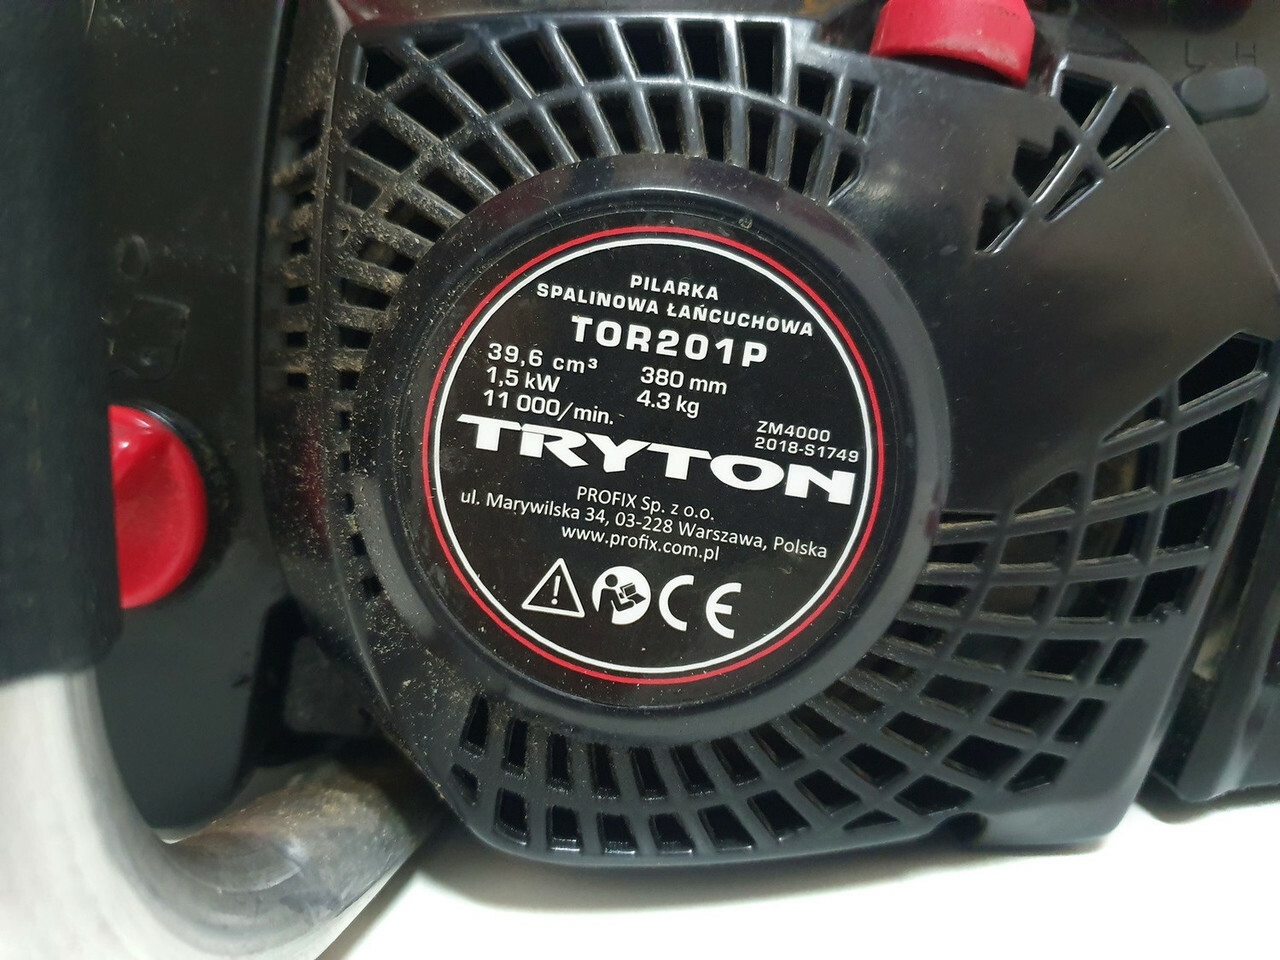 L H
PILARKA
SPALINOWA ŁAŃCUCHOWA
TOR201P
39,6 cm³ 380 mm
1,5 kW 4.3 kg
11 000/min.
ZM4000
2018-S1749
TRYTON
PROFIX Sp. z o.o.
ul. Marywilska 34, 03-228 Warszawa, Polska
www.profix.com.pl
CE